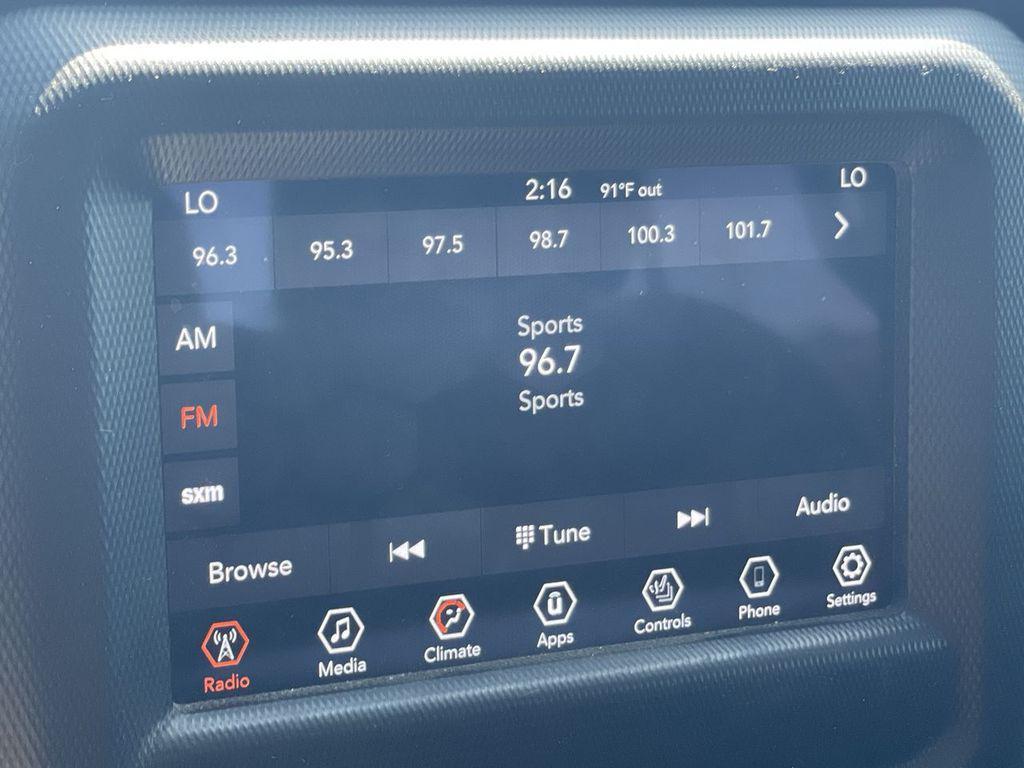 LO 2:16 91°F out LO
96.3 95.3 97.5 98.7 100.3 101.7
AM
FM
sxm
Sports
96.7
Sports
Browse Tune Audio
Radio Media Climate Apps Controls Phone Settings